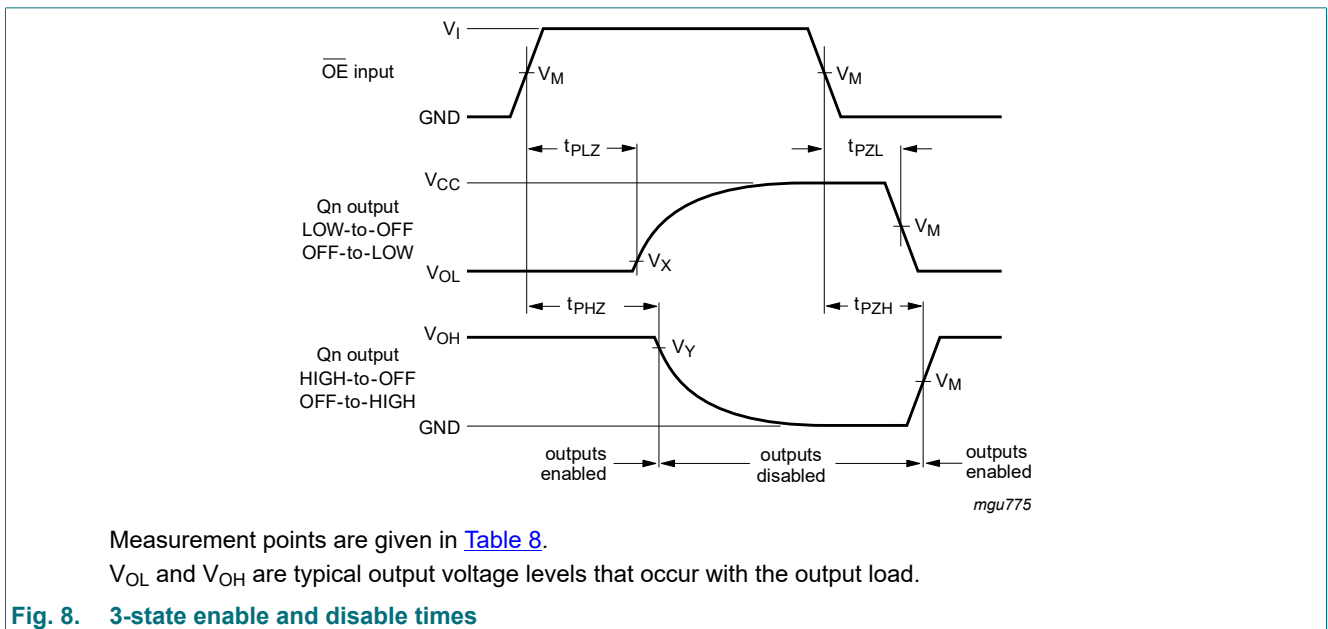 V_I
OE input
V_M
V_M
GND
t_PLZ
t_PZL
V_CC
Qn output
LOW-to-OFF
OFF-to-LOW
V_M
V_X
V_OL
t_PHZ
t_PZH
V_OH
Qn output
HIGH-to-OFF
OFF-to-HIGH
V_Y
V_M
GND
outputs
enabled
outputs
disabled
outputs
enabled
mgu775
Measurement points are given in Table 8.
V_OL and V_OH are typical output voltage levels that occur with the output load.
Fig. 8. 3-state enable and disable times